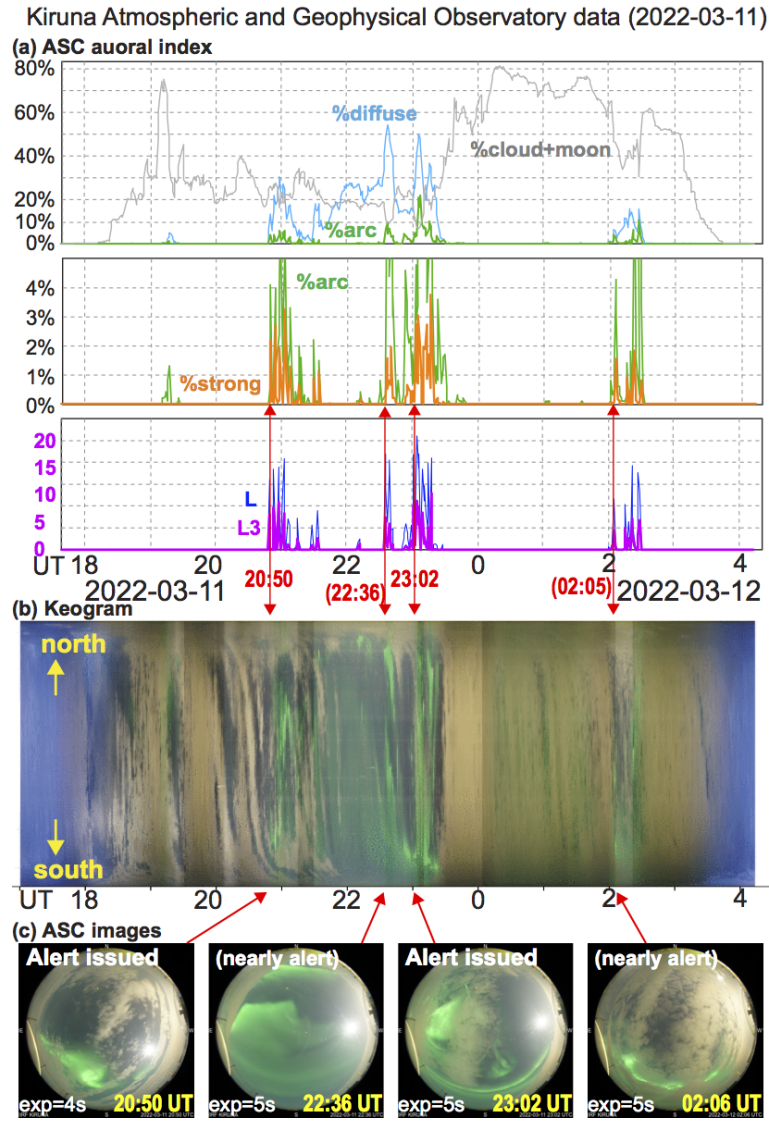 Kiruna Atmospheric and Geophysical Observatory data (2022-03-11)
(a) ASC auoral index
80%
60%
40%
20%
10%
0%
%diffuse
%cloud+moon
%arc
4%
3%
2%
1%
0%
%arc
%strong
20
15
10
5
0
L
L3
UT 18 20 22 0 2 4
2022-03-11 20:50 (22:36) 23:02 (02:05) 2022-03-12
(b) Keogram
north
south
UT 18 20 22 0 2 4
(c) ASC images
Alert issued
exp=4s 20:50 UT
(nearly alert)
exp=5s 22:36 UT
Alert issued
exp=5s 23:02 UT
(nearly alert)
exp=5s 02:06 UT